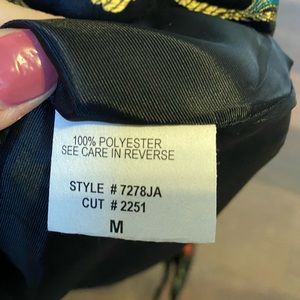 100% POLYESTER
SEE CARE IN REVERSE
STYLE # 7278JA
CUT # 2251
M